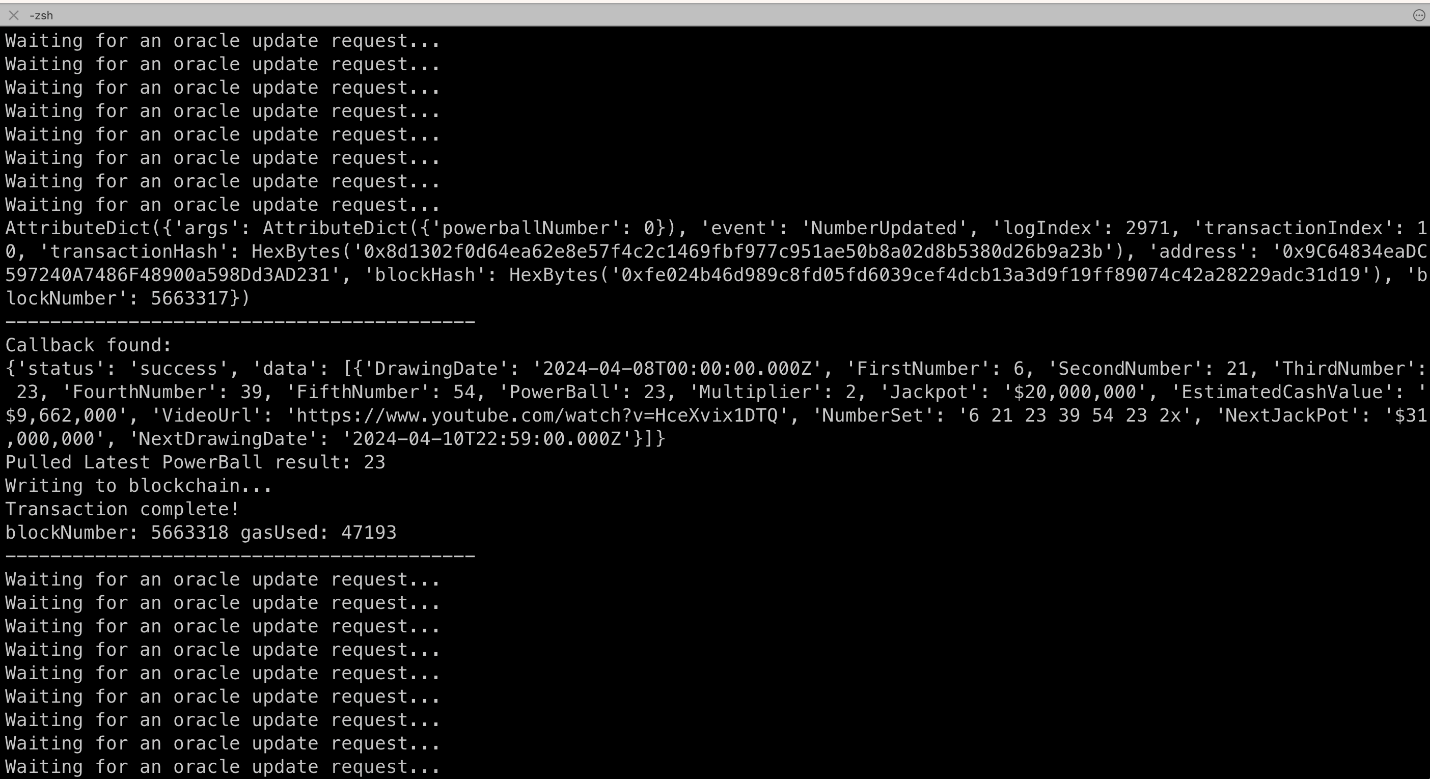 -zsh
Waiting for an oracle update request...
Waiting for an oracle update request...
Waiting for an oracle update request...
Waiting for an oracle update request...
Waiting for an oracle update request...
Waiting for an oracle update request...
Waiting for an oracle update request...
Waiting for an oracle update request...
AttributeDict({'args': AttributeDict({'powerballNumber': 0}), 'event': 'NumberUpdated', 'logIndex': 2971, 'transactionIndex': 1
0, 'transactionHash': HexBytes('0x8d1302f0d64ea62e8e57f4c2c1469fbf977c951ae50b8a02d8b5380d26b9a23b'), 'address': '0x9C64834eaDC
597240A7486F48900a598Dd3AD231', 'blockHash': HexBytes('0xfe024b46d989c8fd05fd6039cef4dcb13a3d9f19ff89074c42a28229adc31d19'), 'b
lockNumber': 5663317})
------------------------------------------
Callback found:
{'status': 'success', 'data': [{'DrawingDate': '2024-04-08T00:00:00.000Z', 'FirstNumber': 6, 'SecondNumber': 21, 'ThirdNumber':
 23, 'FourthNumber': 39, 'FifthNumber': 54, 'PowerBall': 23, 'Multiplier': 2, 'Jackpot': '$20,000,000', 'EstimatedCashValue': '
$9,662,000', 'VideoUrl': 'https://www.youtube.com/watch?v=HceXvix1DTQ', 'NumberSet': '6 21 23 39 54 23 2x', 'NextJackPot': '$31
,000,000', 'NextDrawingDate': '2024-04-10T22:59:00.000Z'}]}
Pulled Latest PowerBall result: 23
Writing to blockchain...
Transaction complete!
blockNumber: 5663318 gasUsed: 47193
------------------------------------------
Waiting for an oracle update request...
Waiting for an oracle update request...
Waiting for an oracle update request...
Waiting for an oracle update request...
Waiting for an oracle update request...
Waiting for an oracle update request...
Waiting for an oracle update request...
Waiting for an oracle update request...
Waiting for an oracle update request...